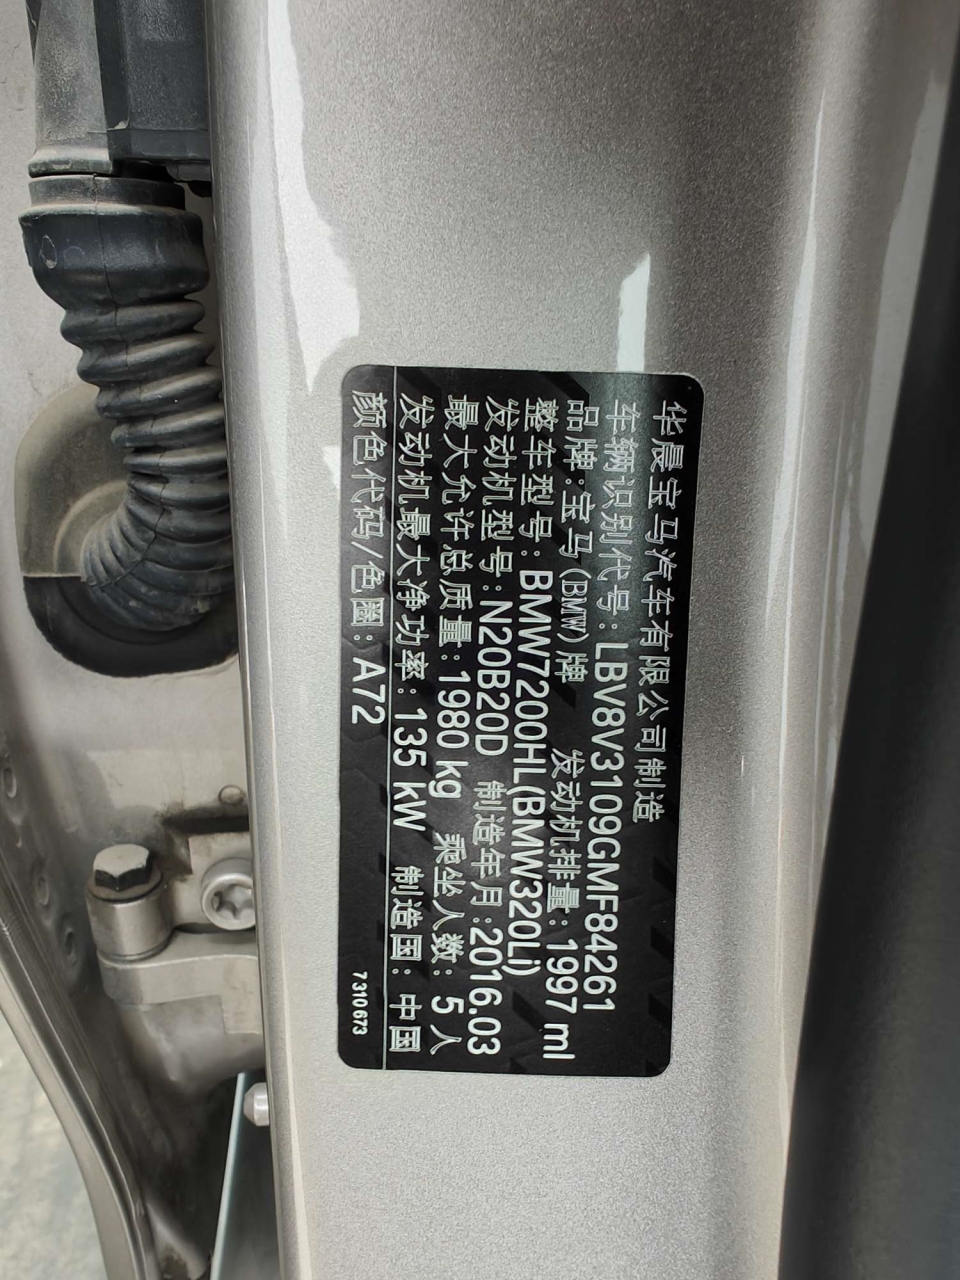 华晨宝马汽车有限公司制造
车辆识别代号:LBV8V3109GMF84261
品牌:宝马(BMW)牌 发动机排量:1997 ml
整车型号:BMW7200HL(BMW320Li)
发动机型号:N20B20D 制造年月:2016.03
最大允许总质量:1980 kg 乘坐人数:5 人
发动机最大净功率:135 kW 制造国:中国
颜色代码/色圈:A72 7310673